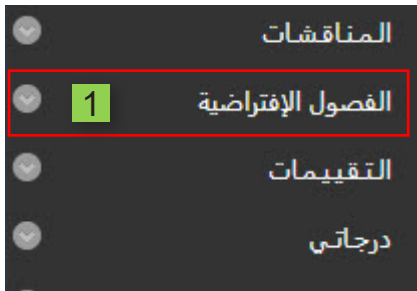 المناقشات
الفصول الإفتراضية
1
التقييمات
درجاتي